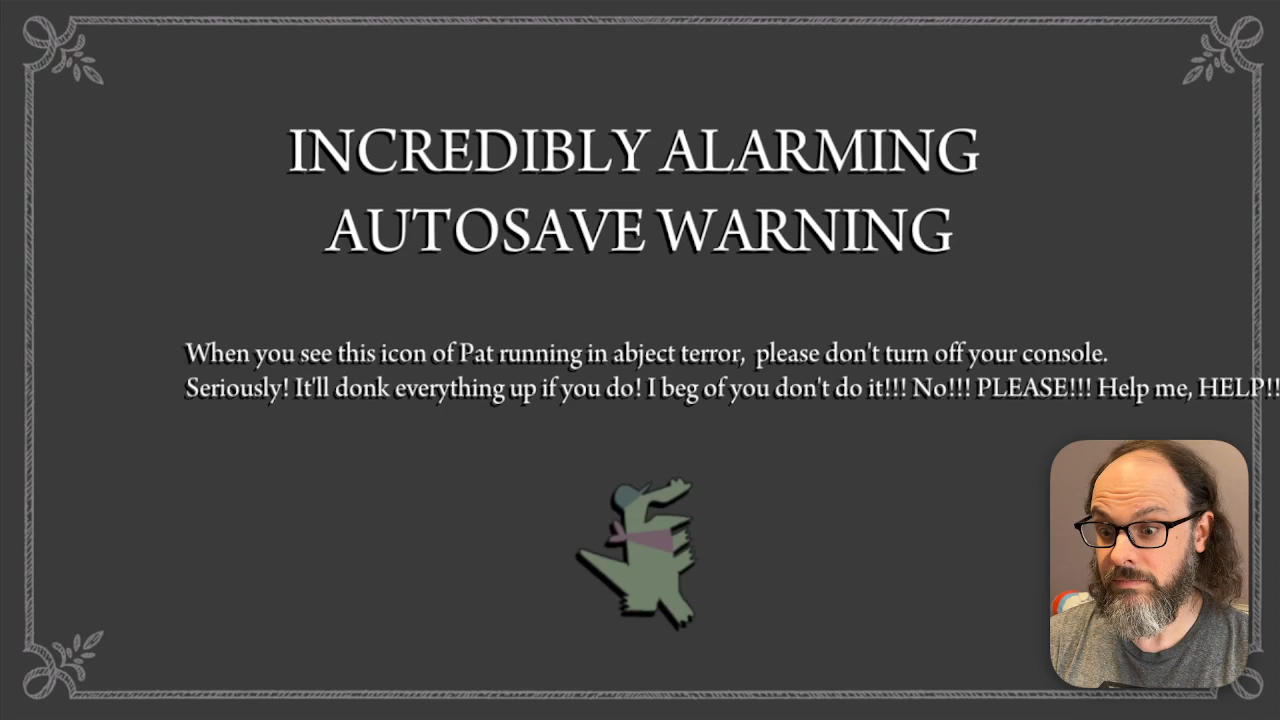 INCREDIBLY ALARMING
AUTOSAVE WARNING
When you see this icon of Pat running in abject terror,  please don't turn off your console.
Seriously! It'll donk everything up if you do! I beg of you don't do it!!! No!!! PLEASE!!! Help me, HELP!!